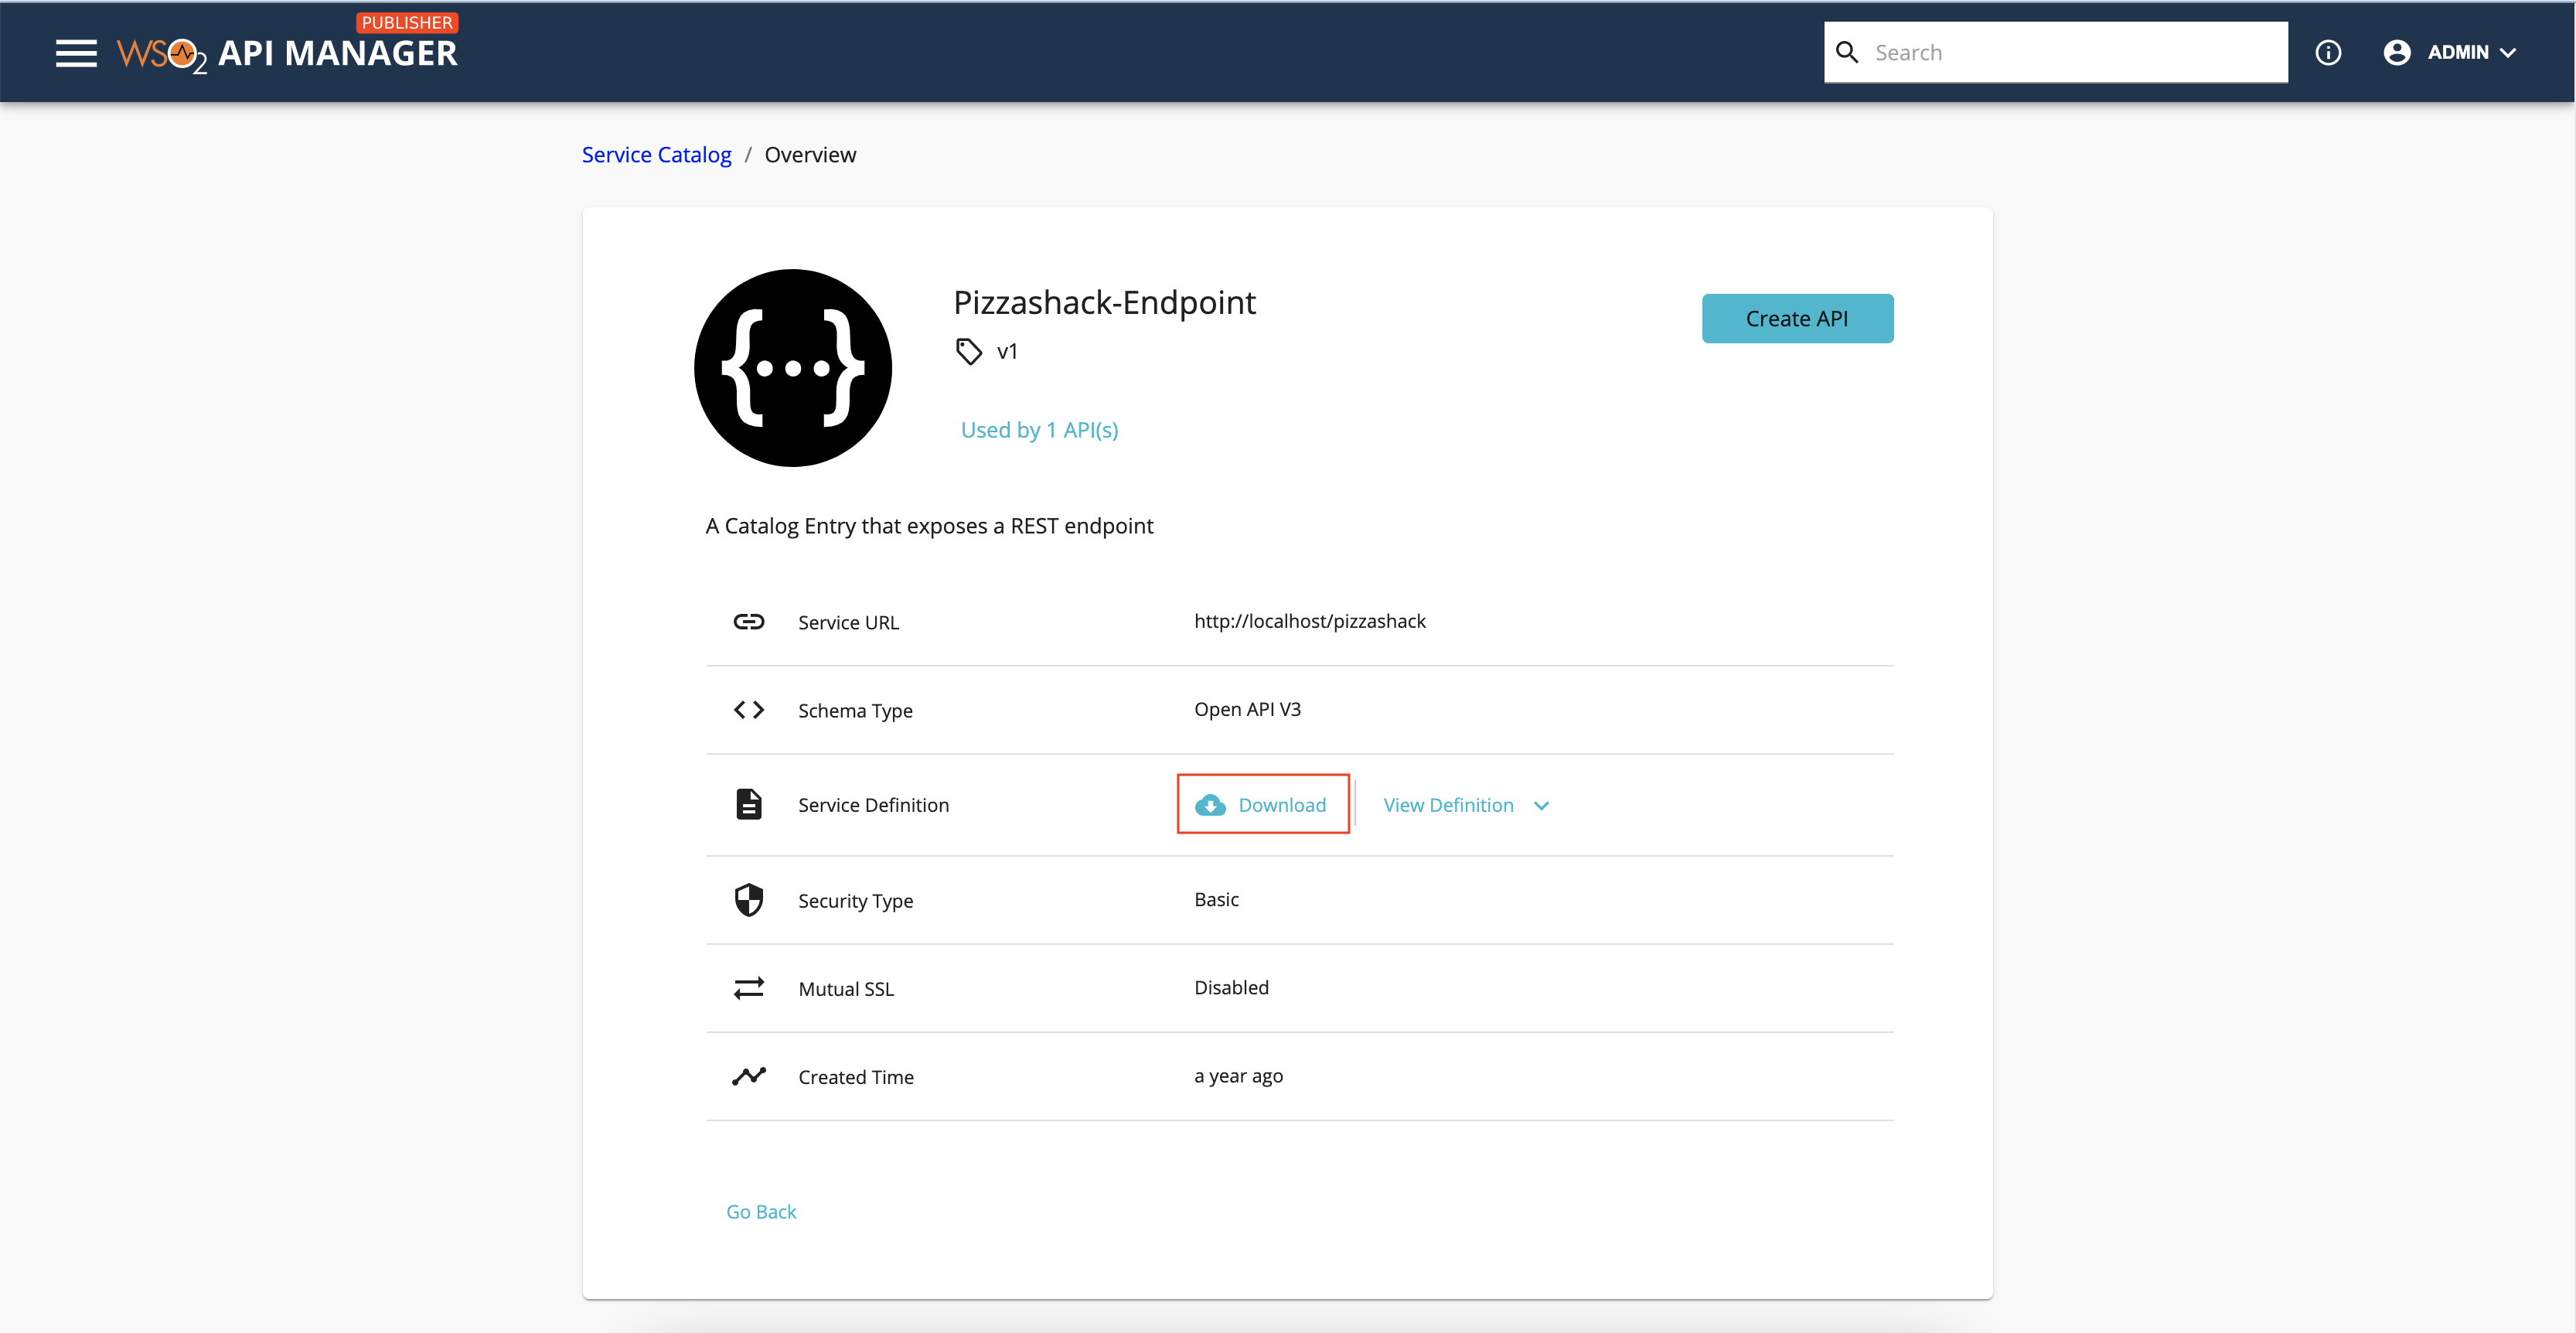 PUBLISHER
WSO2 API MANAGER
Search
ADMIN
Service Catalog / Overview
Pizzashack-Endpoint
Create API
v1
Used by 1 API(s)
A Catalog Entry that exposes a REST endpoint
Service URL http://localhost/pizzashack
Schema Type Open API V3
Service Definition Download View Definition
Security Type Basic
Mutual SSL Disabled
Created Time a year ago
Go Back